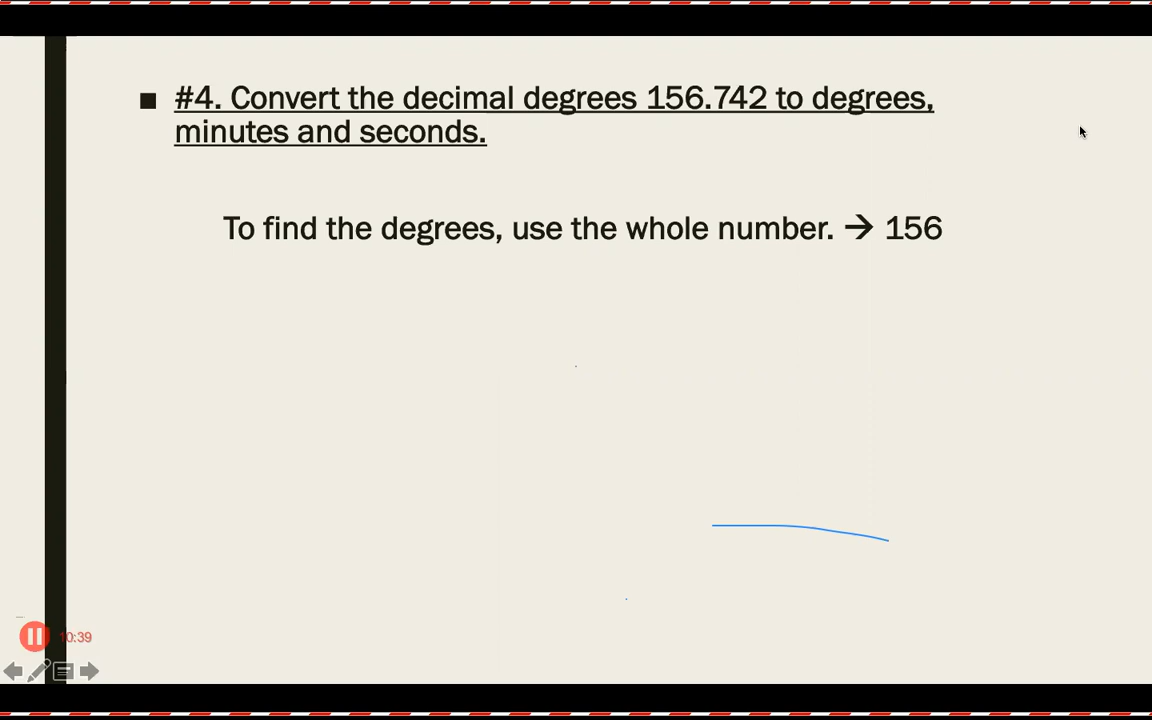 ■ #4. Convert the decimal degrees 156.742 to degrees,
minutes and seconds.
To find the degrees, use the whole number. → 156
10:39